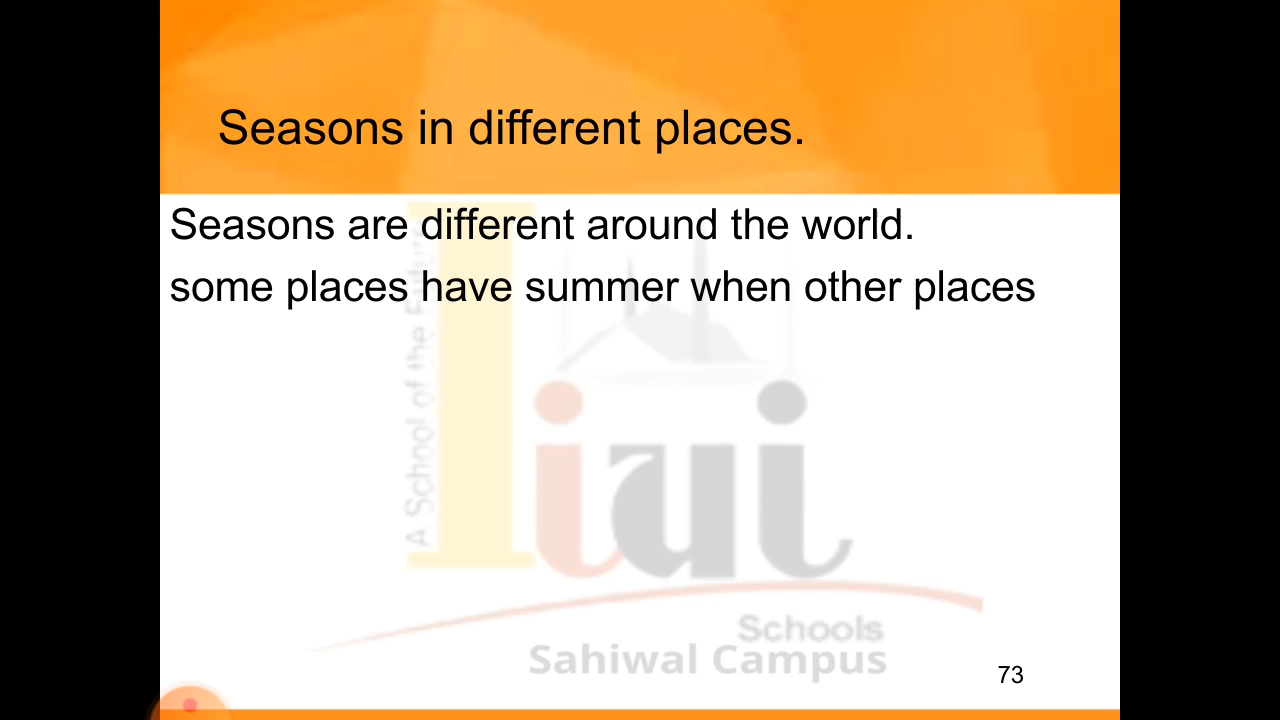 Seasons in different places.
Seasons are different around the world.
some places have summer when other places
A School of the Future
Iiui
Schools
Sahiwal Campus
73